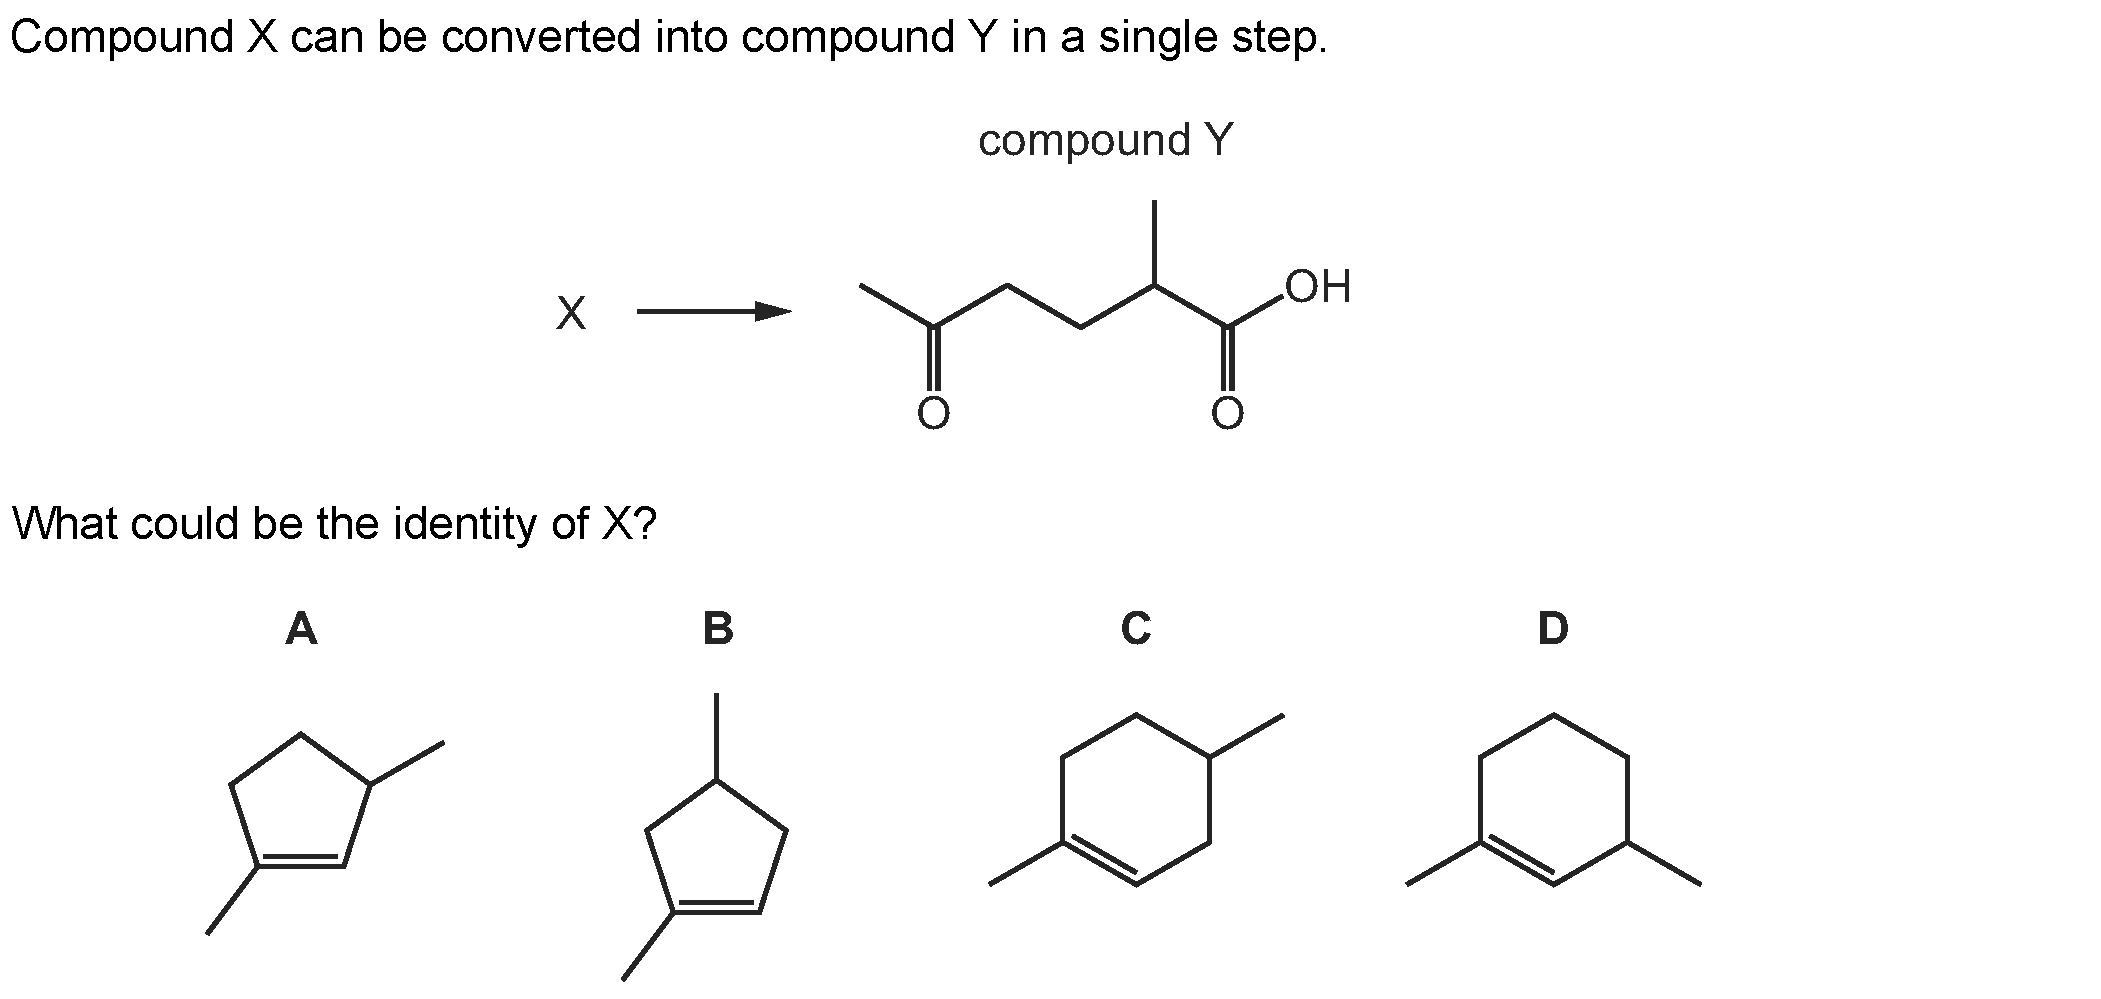 Compound X can be converted into compound Y in a single step.
compound Y
X
OH
O
O
What could be the identity of X?
A B C D